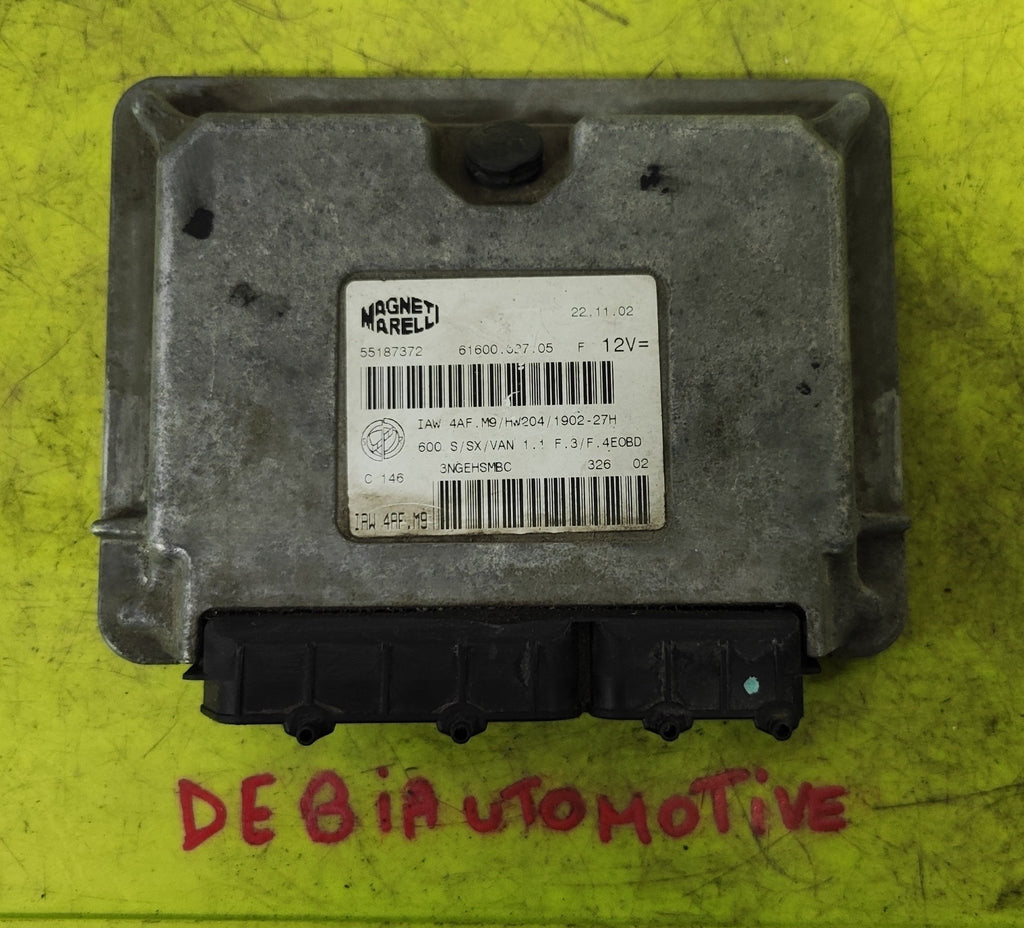 MAGNETI
MARELLI
22.11.02
55187372 F 12V=
IAW 4AF.M9/HW204/1902-27H
600 S/SX/VAN 1.1 F.3/F.4EOBD
3NGEHSMBC 326 02
C 146
IAW 4AF.M9
DEBiAUTOMOTiVE